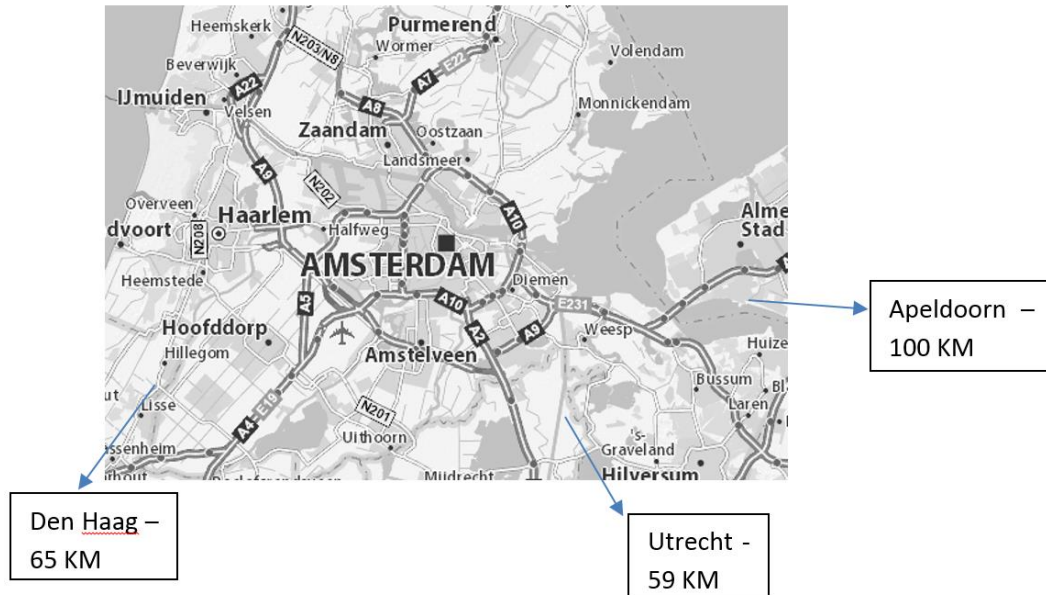 Heemskerk
Purmerend
N203/N8
Wormer
Volendam
Beverwijk
A7
E22
A22
IJmuiden
A8
Monnickendam
Velsen
Zaandam
Oostzaan
Landsmeer
A9
N202
Overveen
Haarlem
A10
Alme
Stad
dvoort
N208
Halfweg
AMSTERDAM
Heemstede
Diemen
A5
A10
E231
Apeldoorn –
100 KM
Hoofddorp
A2
A9
Weesp
Amstelveen
Huize
Hillegom
Bussum
Lisse
N201
Laren
A4-E19
Uithoorn
's-
Graveland
ssenheim
Mijdrecht
Hilversum
Den Haag –
65 KM
Utrecht -
59 KM